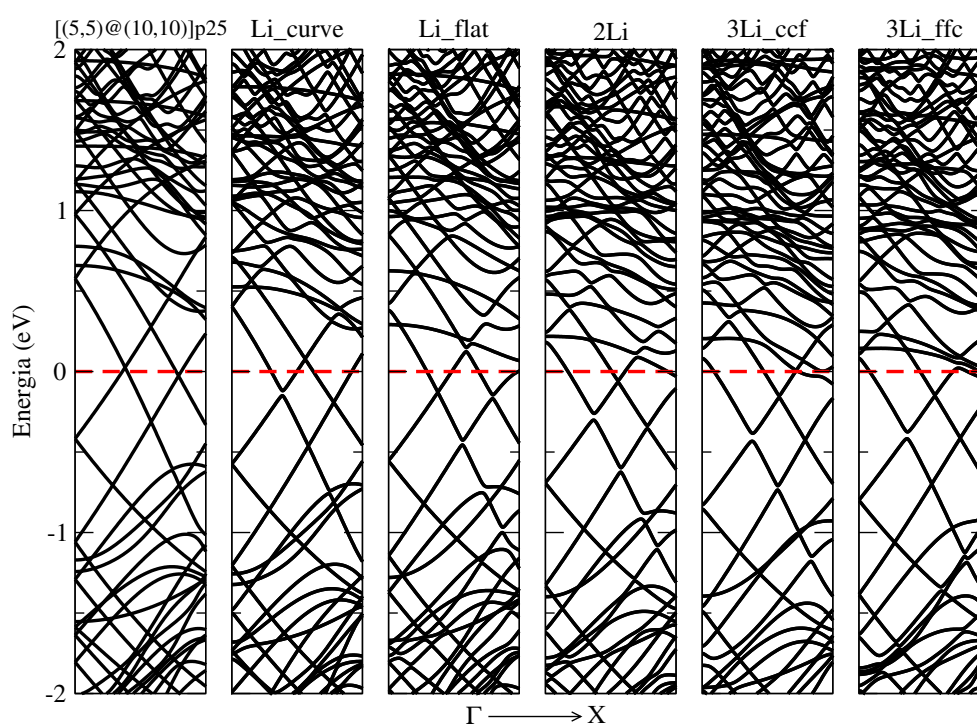 [(5,5)@(10,10)]p25 Li_curve Li_flat 2Li 3Li_ccf 3Li_ffc
2
1
0
-1
-2
Energia (eV)
Γ X